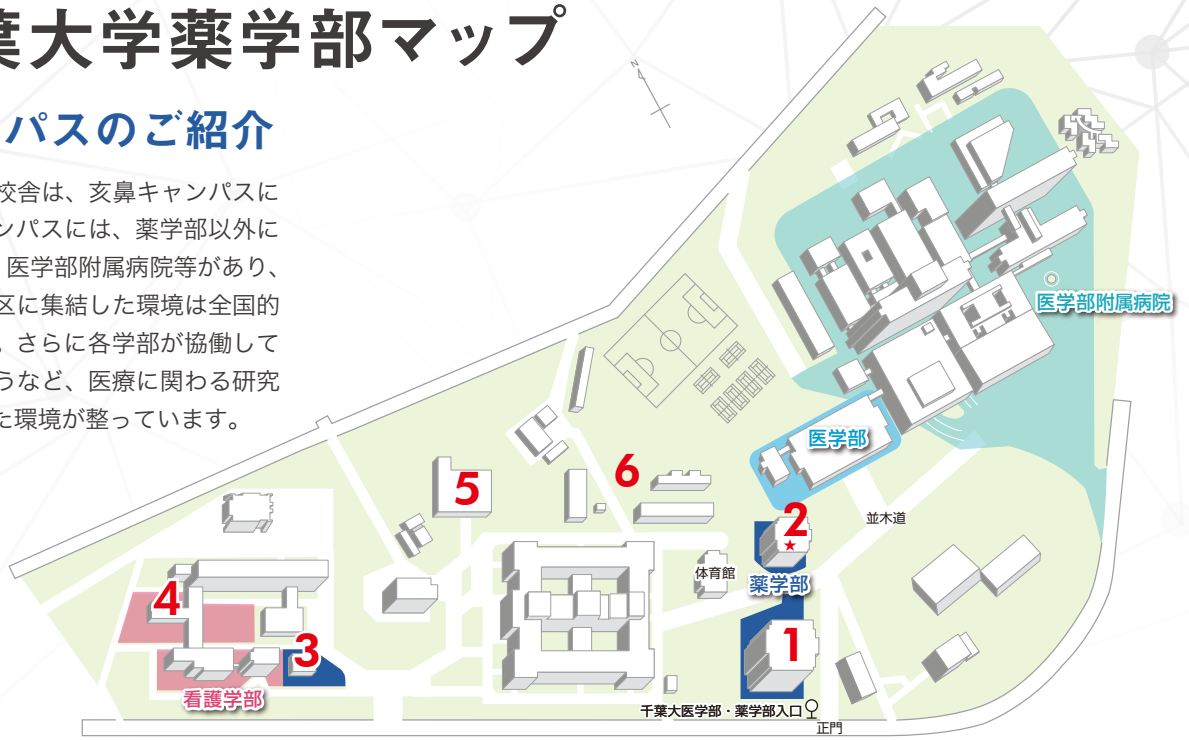 葉大学薬学部マップ
パスのご紹介
校舎は、亥鼻キャンパスに
ンパスには、薬学部以外に
医学部附属病院等があり、
区に集結した環境は全国的
さらに各学部が協働して
うなど、医療に関わる研究
た環境が整っています。
N
医学部附属病院
医学部
6
5
2
並木道
体育館
薬学部
4
3
1
看護学部
千葉大医学部・薬学部入口
正門